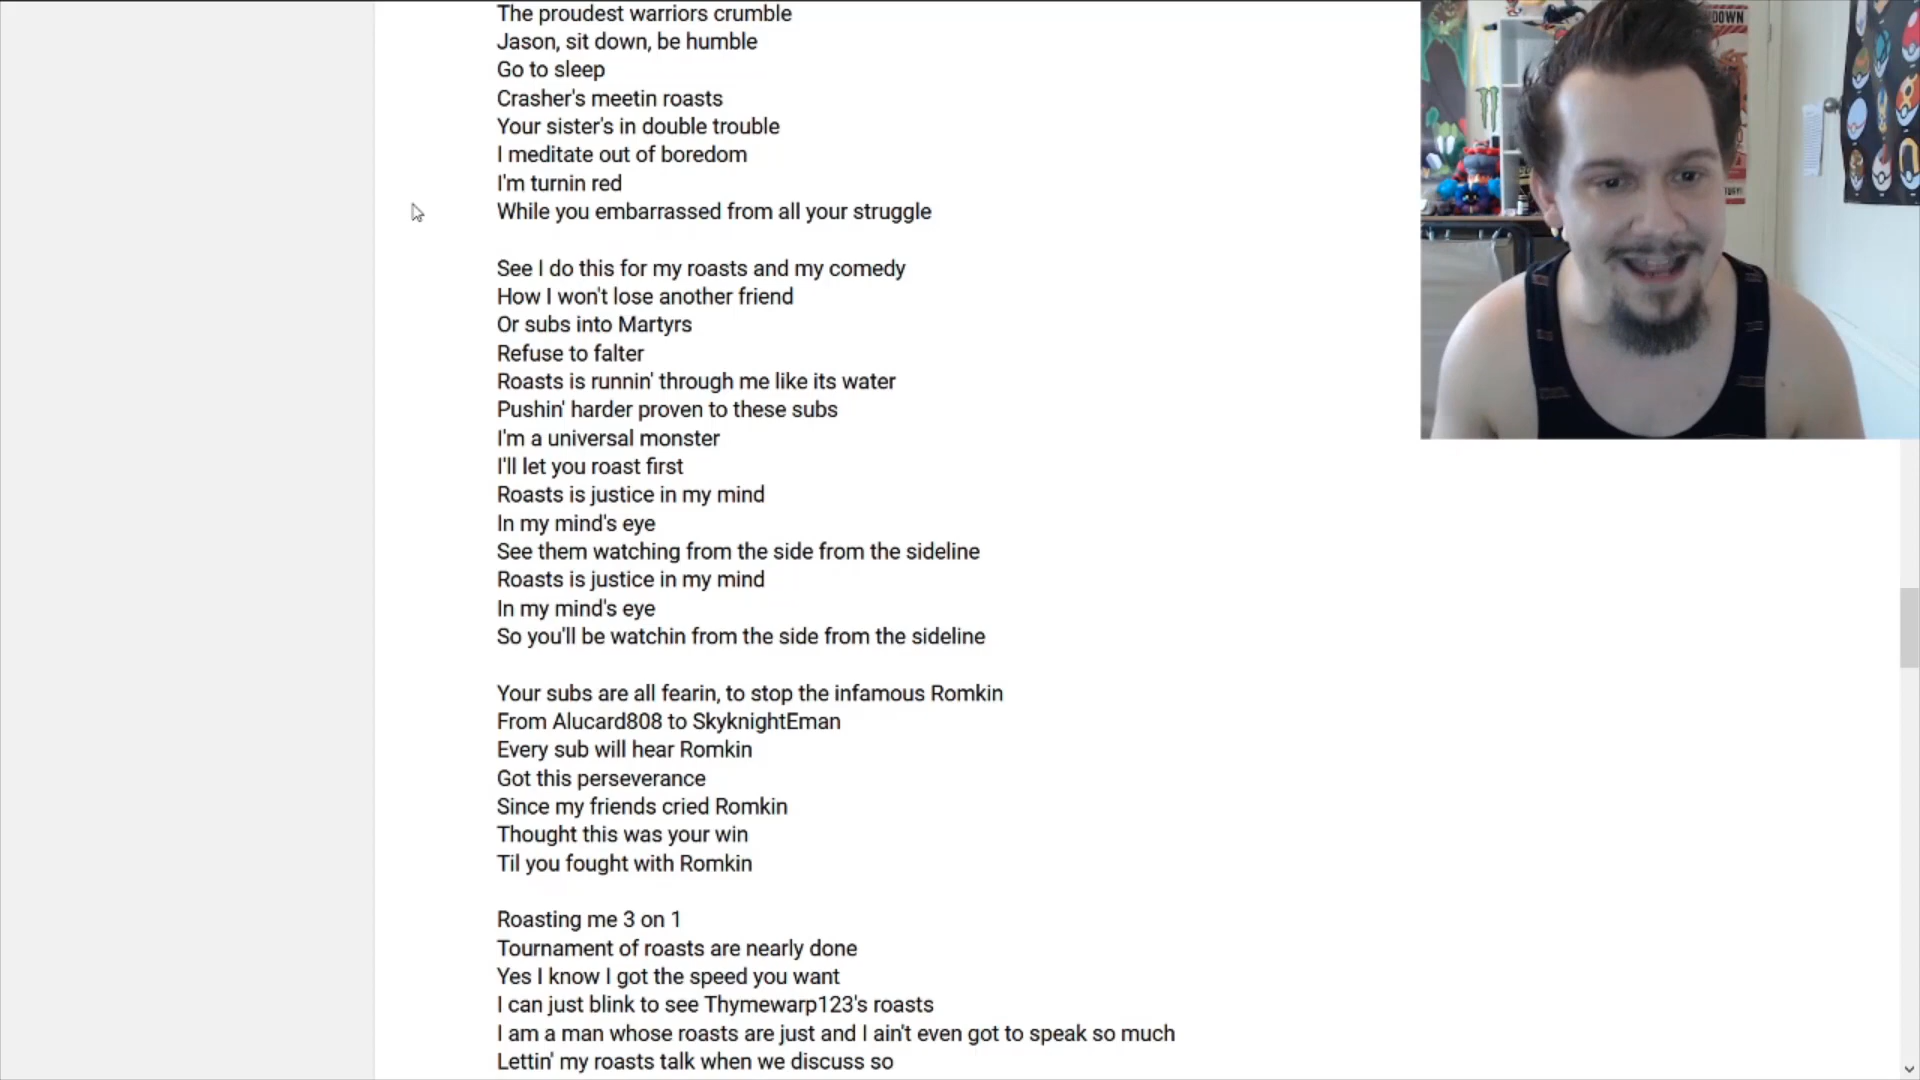 The proudest warriors crumble
Jason, sit down, be humble
Go to sleep
Crasher's meetin roasts
Your sister's in double trouble
I meditate out of boredom
I'm turnin red
While you embarrassed from all your struggle
See I do this for my roasts and my comedy
How I won't lose another friend
Or subs into Martyrs
Refuse to falter
Roasts is runnin' through me like its water
Pushin' harder proven to these subs
I'm a universal monster
I'll let you roast first
Roasts is justice in my mind
In my mind's eye
See them watching from the side from the sideline
Roasts is justice in my mind
In my mind's eye
So you'll be watchin from the side from the sideline
Your subs are all fearin, to stop the infamous Romkin
From Alucard808 to SkyknightEman
Every sub will hear Romkin
Got this perseverance
Since my friends cried Romkin
Thought this was your win
Til you fought with Romkin
Roasting me 3 on 1
Tournament of roasts are nearly done
Yes I know I got the speed you want
I can just blink to see Thymewarp123's roasts
I am a man whose roasts are just and I ain't even got to speak so much
Lettin' my roasts talk when we discuss so
DOWN